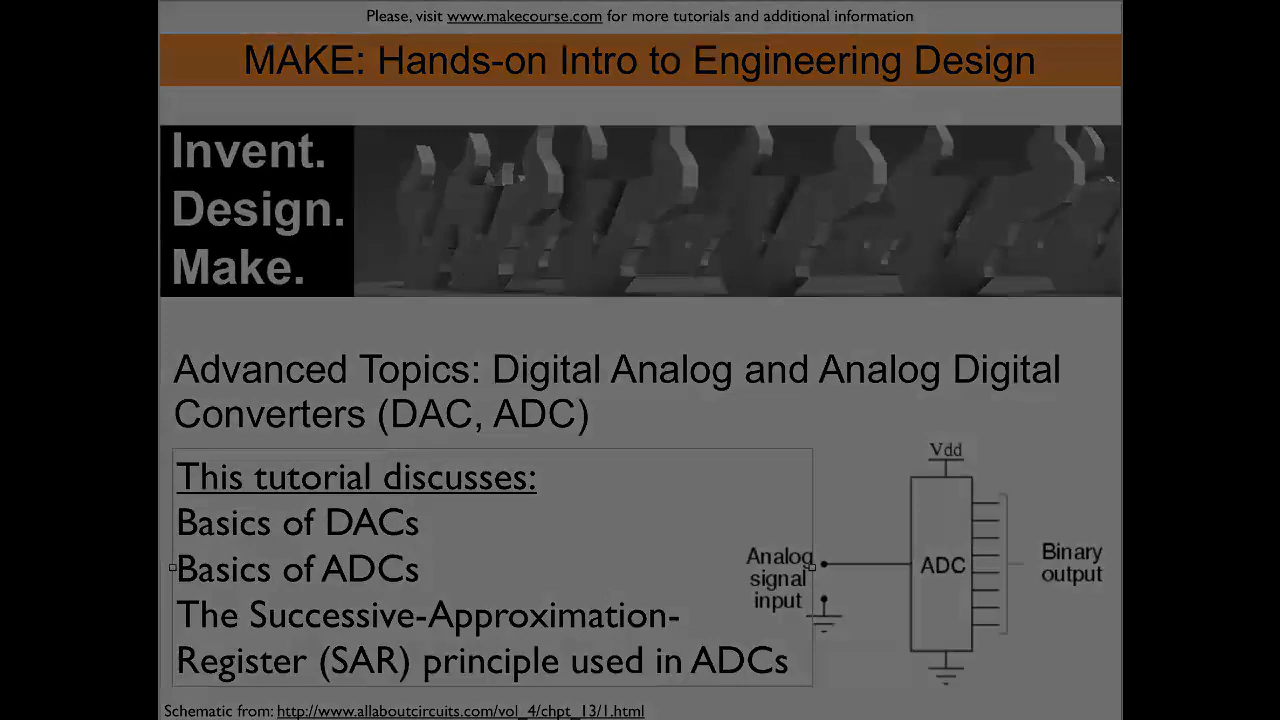 Please, visit www.makecourse.com for more tutorials and additional information
MAKE: Hands-on Intro to Engineering Design
Invent.
Design.
Make.
Advanced Topics: Digital Analog and Analog Digital
Converters (DAC, ADC)
This tutorial discusses:
Basics of DACs
Basics of ADCs
The Successive-Approximation-
Register (SAR) principle used in ADCs
Vdd
Analog
signal
input
ADC
Binary
output
Schematic from: http://www.allaboutcircuits.com/vol_4/chpt_13/1.html